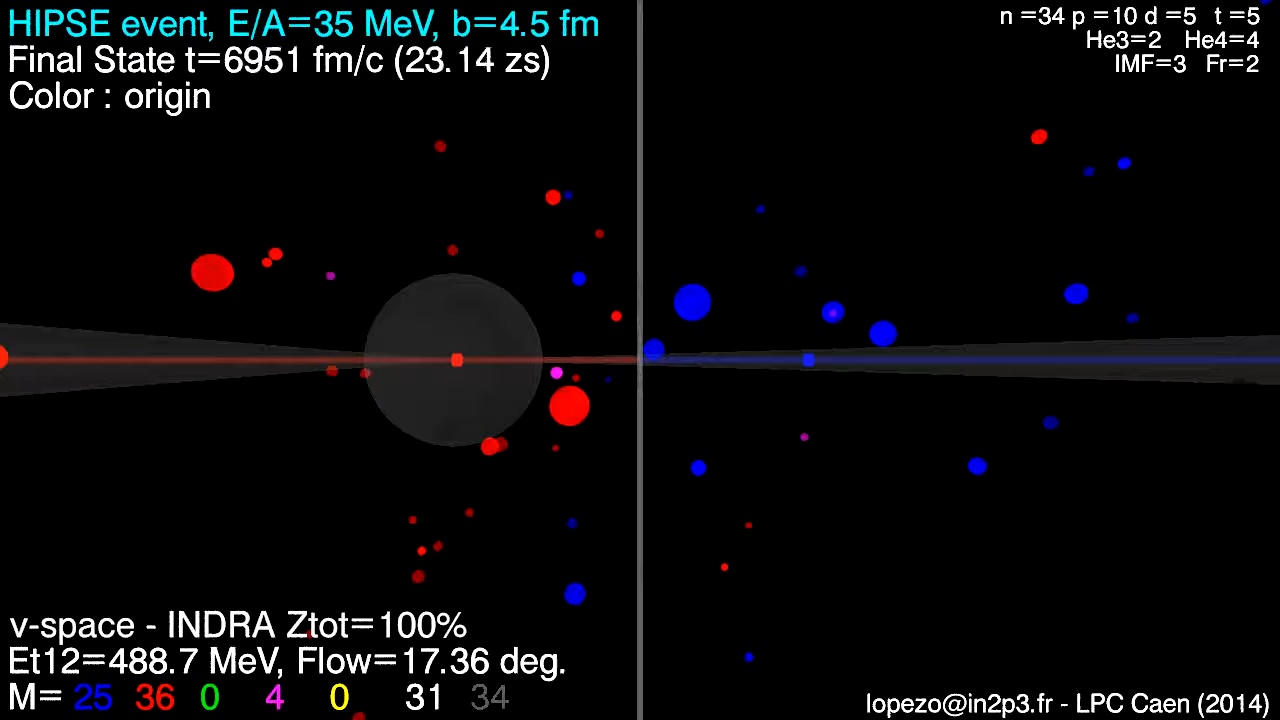 HIPSE event, E/A=35 MeV, b=4.5 fm
Final State t=6951 fm/c (23.14 zs)
Color : origin
n =34 p =10 d =5 t =5
He3=2 He4=4
IMF=3 Fr=2
v-space - INDRA Ztot=100%
Et12=488.7 MeV, Flow=17.36 deg.
M= 25 36 0 4 0 31 34
lopezo@in2p3.fr - LPC Caen (2014)